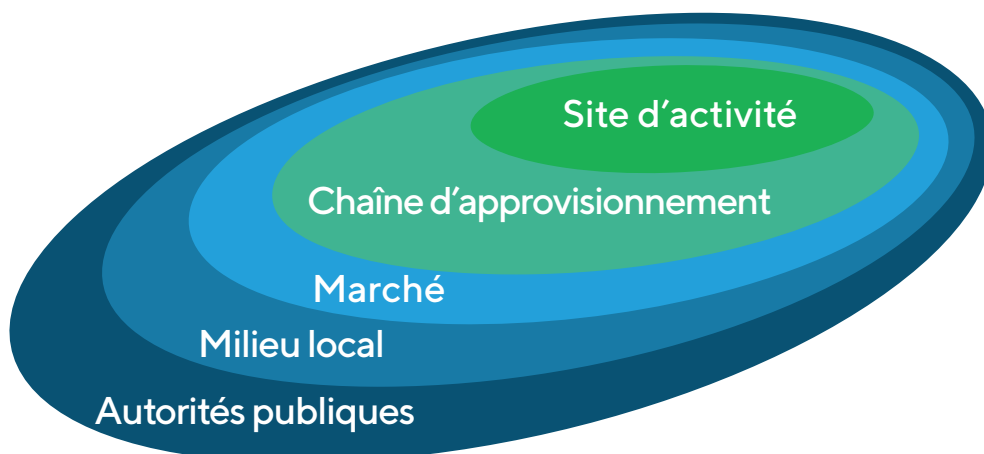 Site d’activité
Chaîne d’approvisionnement
Marché
Milieu local
Autorités publiques